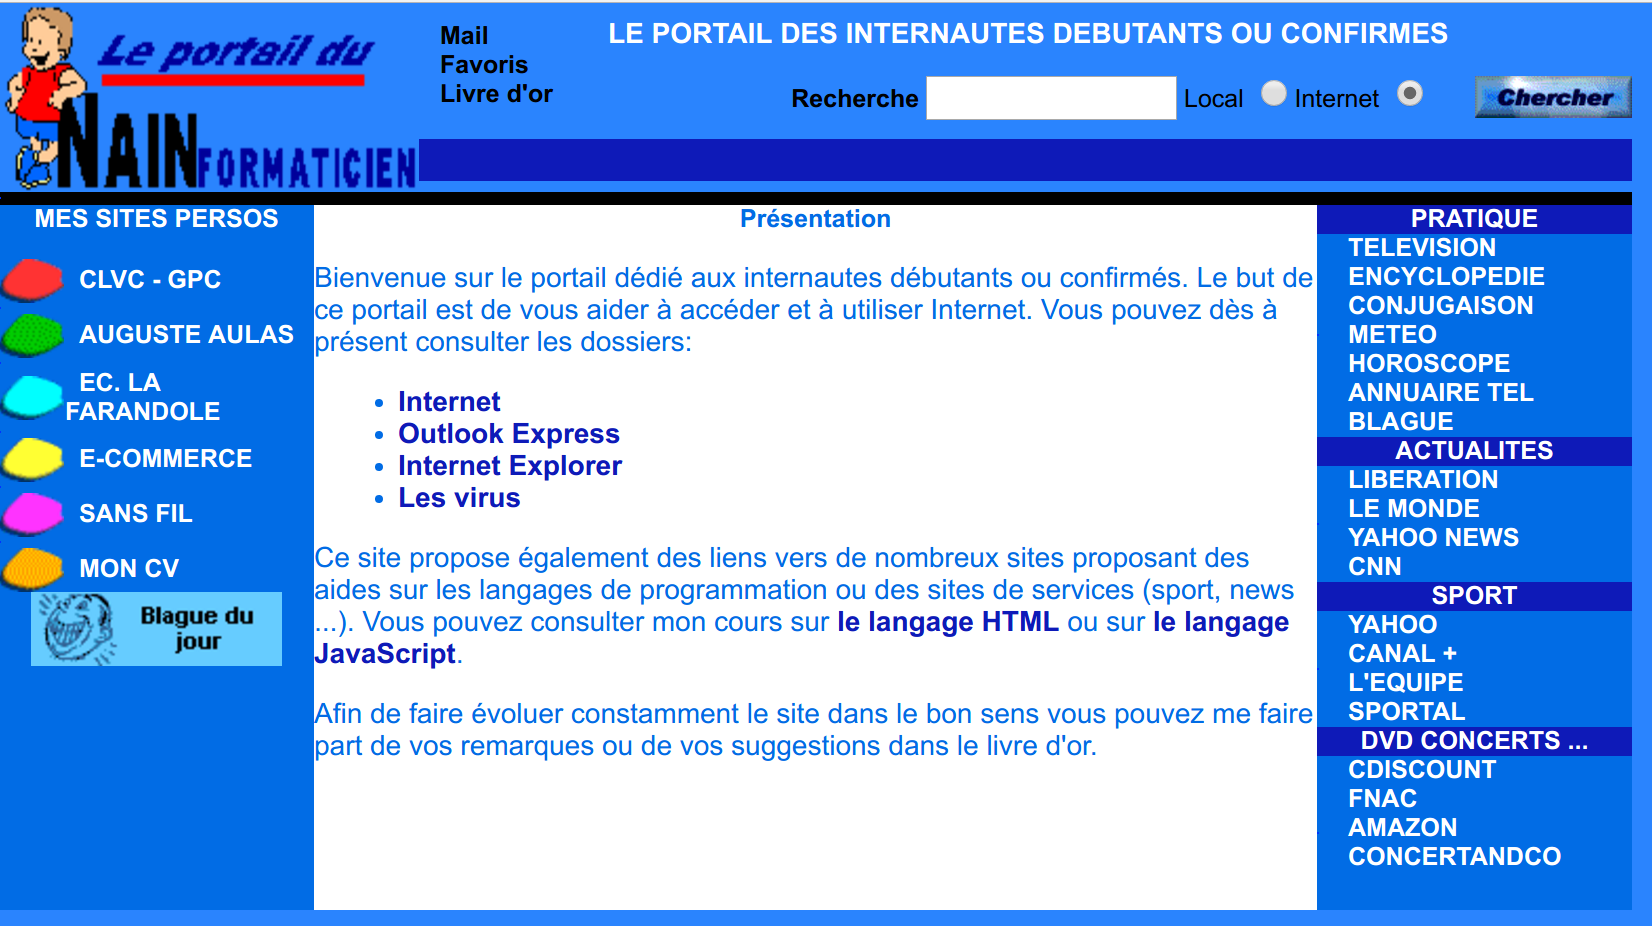 Le portail du
NAINFORMATICIEN
Mail
Favoris
Livre d'or
LE PORTAIL DES INTERNAUTES DEBUTANTS OU CONFIRMES
Recherche Local Internet Chercher
MES SITES PERSOS
CLVC - GPC
AUGUSTE AULAS
EC. LA
FARANDOLE
E-COMMERCE
SANS FIL
MON CV
Blague du
jour
Présentation
Bienvenue sur le portail dédié aux internautes débutants ou confirmés. Le but de
ce portail est de vous aider à accéder et à utiliser Internet. Vous pouvez dès à
présent consulter les dossiers:
• Internet
• Outlook Express
• Internet Explorer
• Les virus
Ce site propose également des liens vers de nombreux sites proposant des
aides sur les langages de programmation ou des sites de services (sport, news
...). Vous pouvez consulter mon cours sur le langage HTML ou sur le langage
JavaScript.
Afin de faire évoluer constamment le site dans le bon sens vous pouvez me faire
part de vos remarques ou de vos suggestions dans le livre d'or.
PRATIQUE
TELEVISION
ENCYCLOPEDIE
CONJUGAISON
METEO
HOROSCOPE
ANNUAIRE TEL
BLAGUE
ACTUALITES
LIBERATION
LE MONDE
YAHOO NEWS
CNN
SPORT
YAHOO
CANAL +
L'EQUIPE
SPORTAL
DVD CONCERTS ...
CDISCOUNT
FNAC
AMAZON
CONCERTANDCO